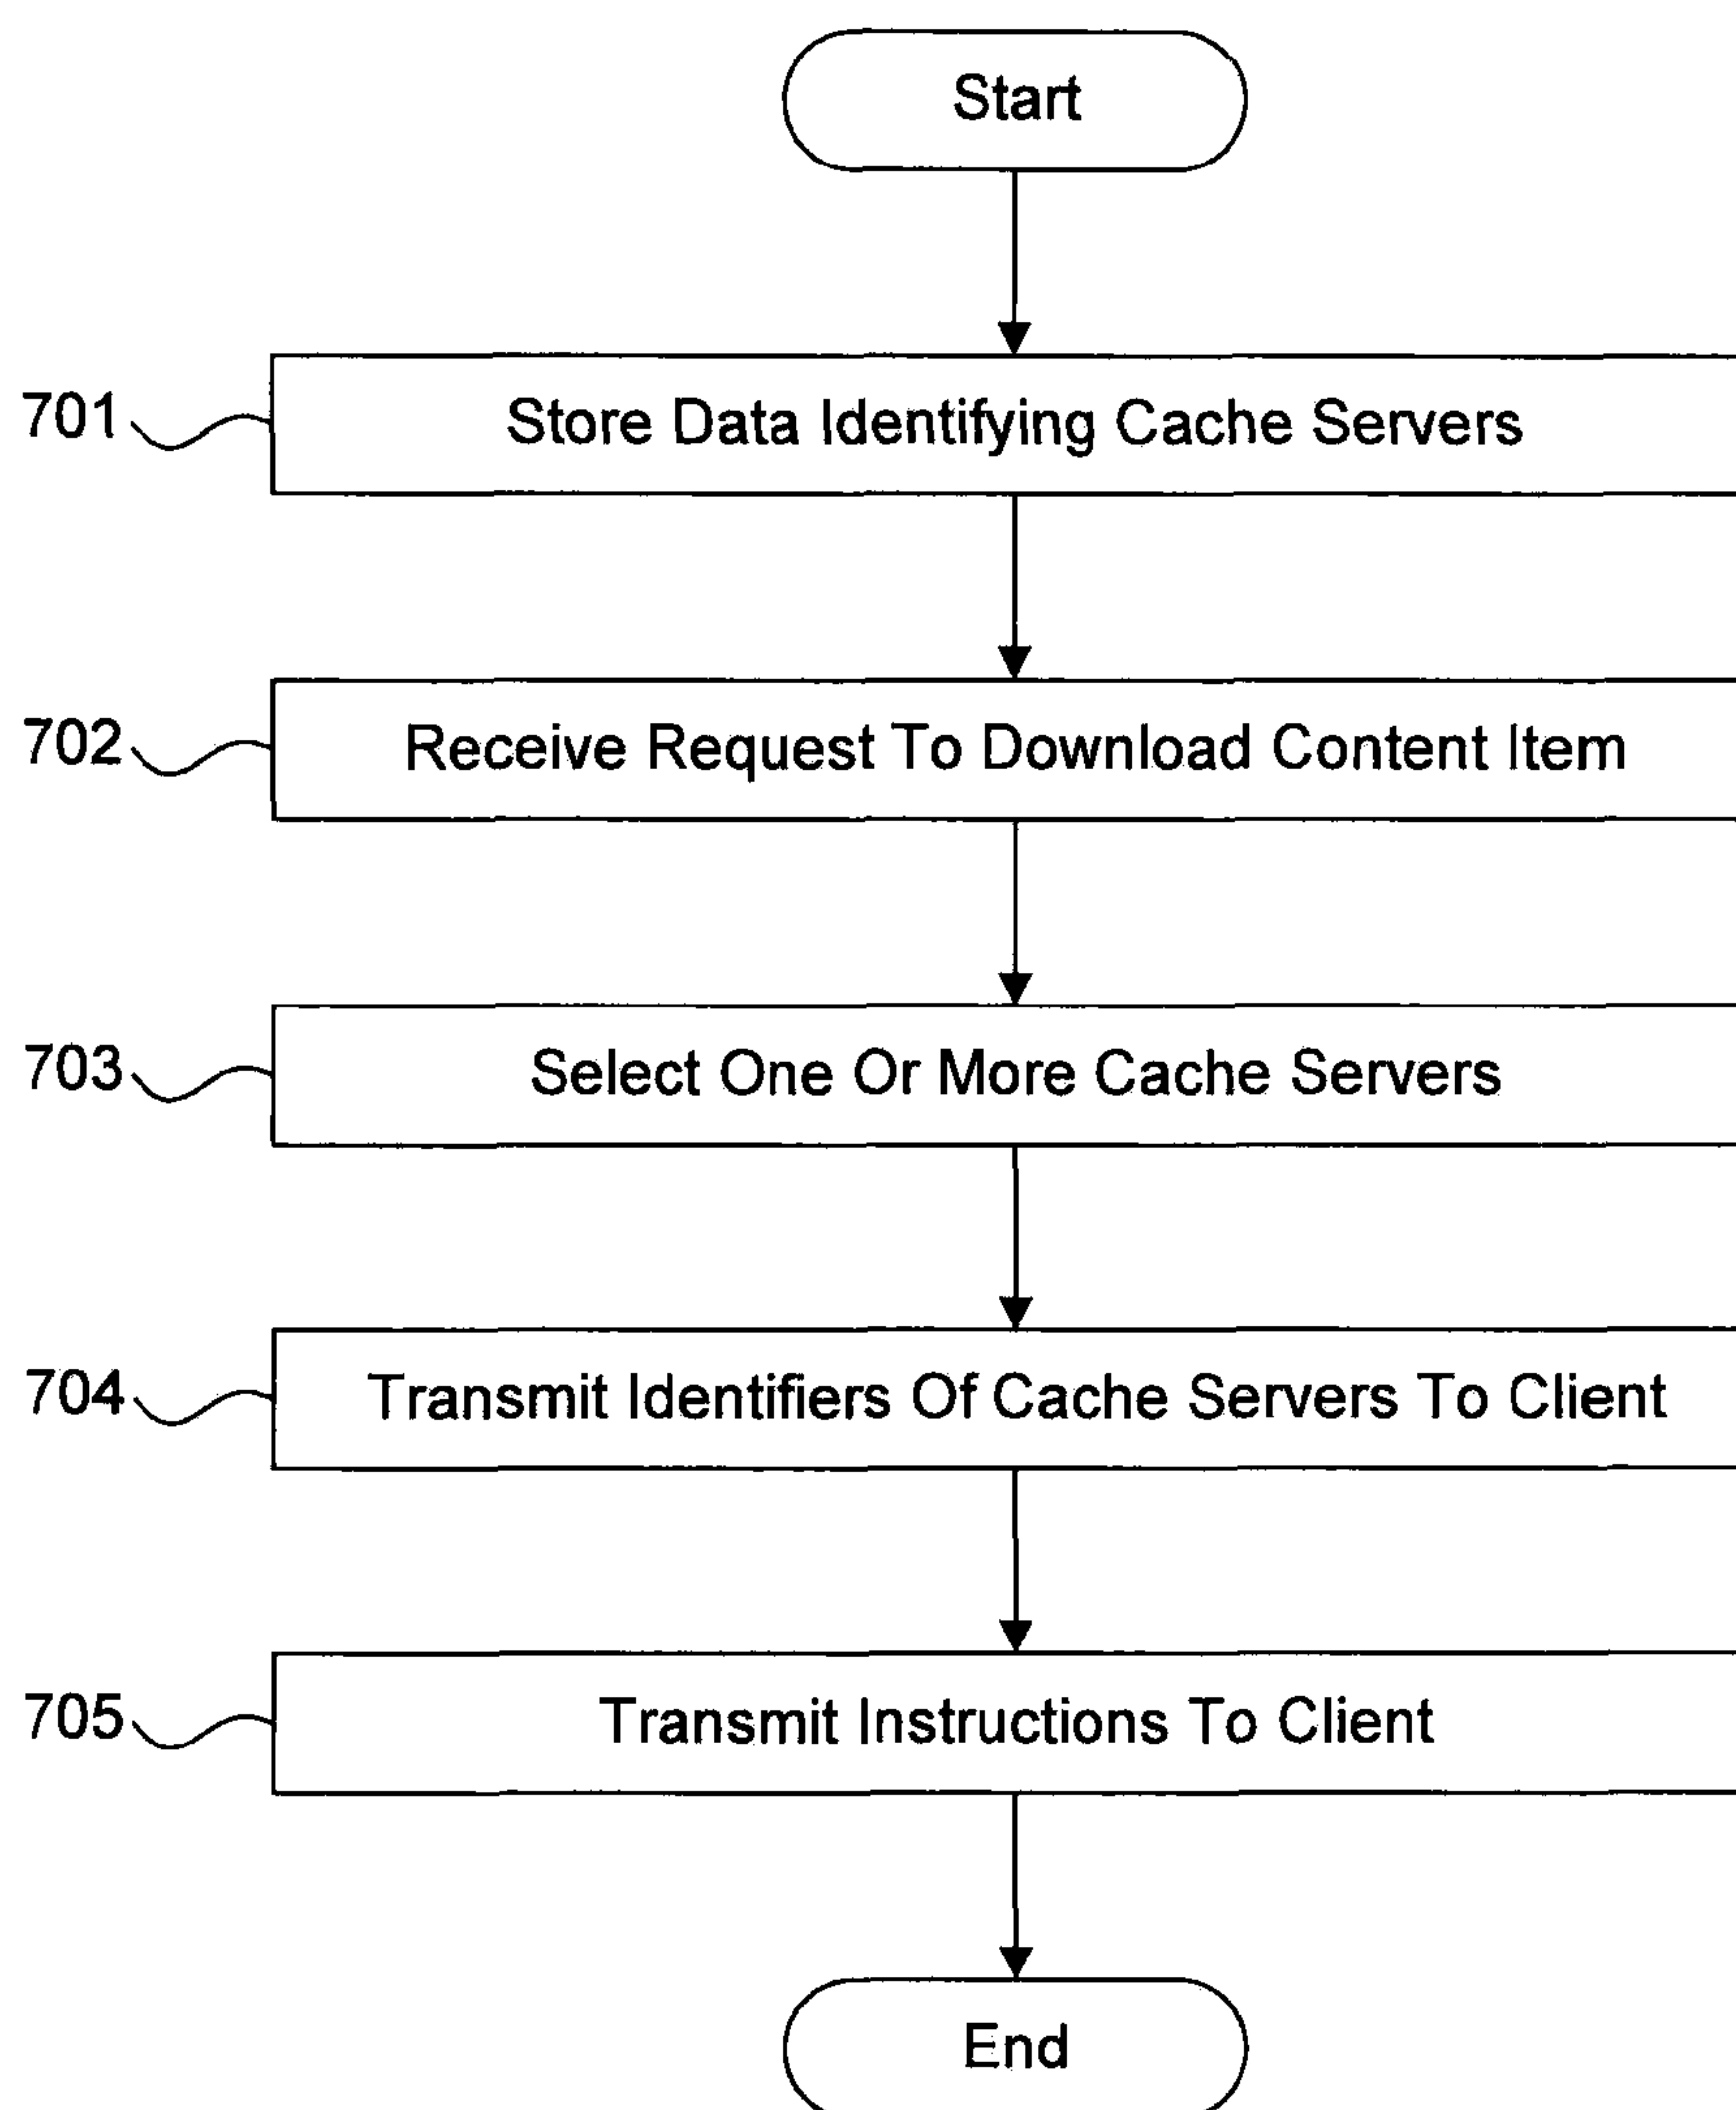 Start
701
Store Data Identifying Cache Servers
702
Receive Request To Download Content Item
703
Select One Or More Cache Servers
704
Transmit Identifiers Of Cache Servers To Client
705
Transmit Instructions To Client
End